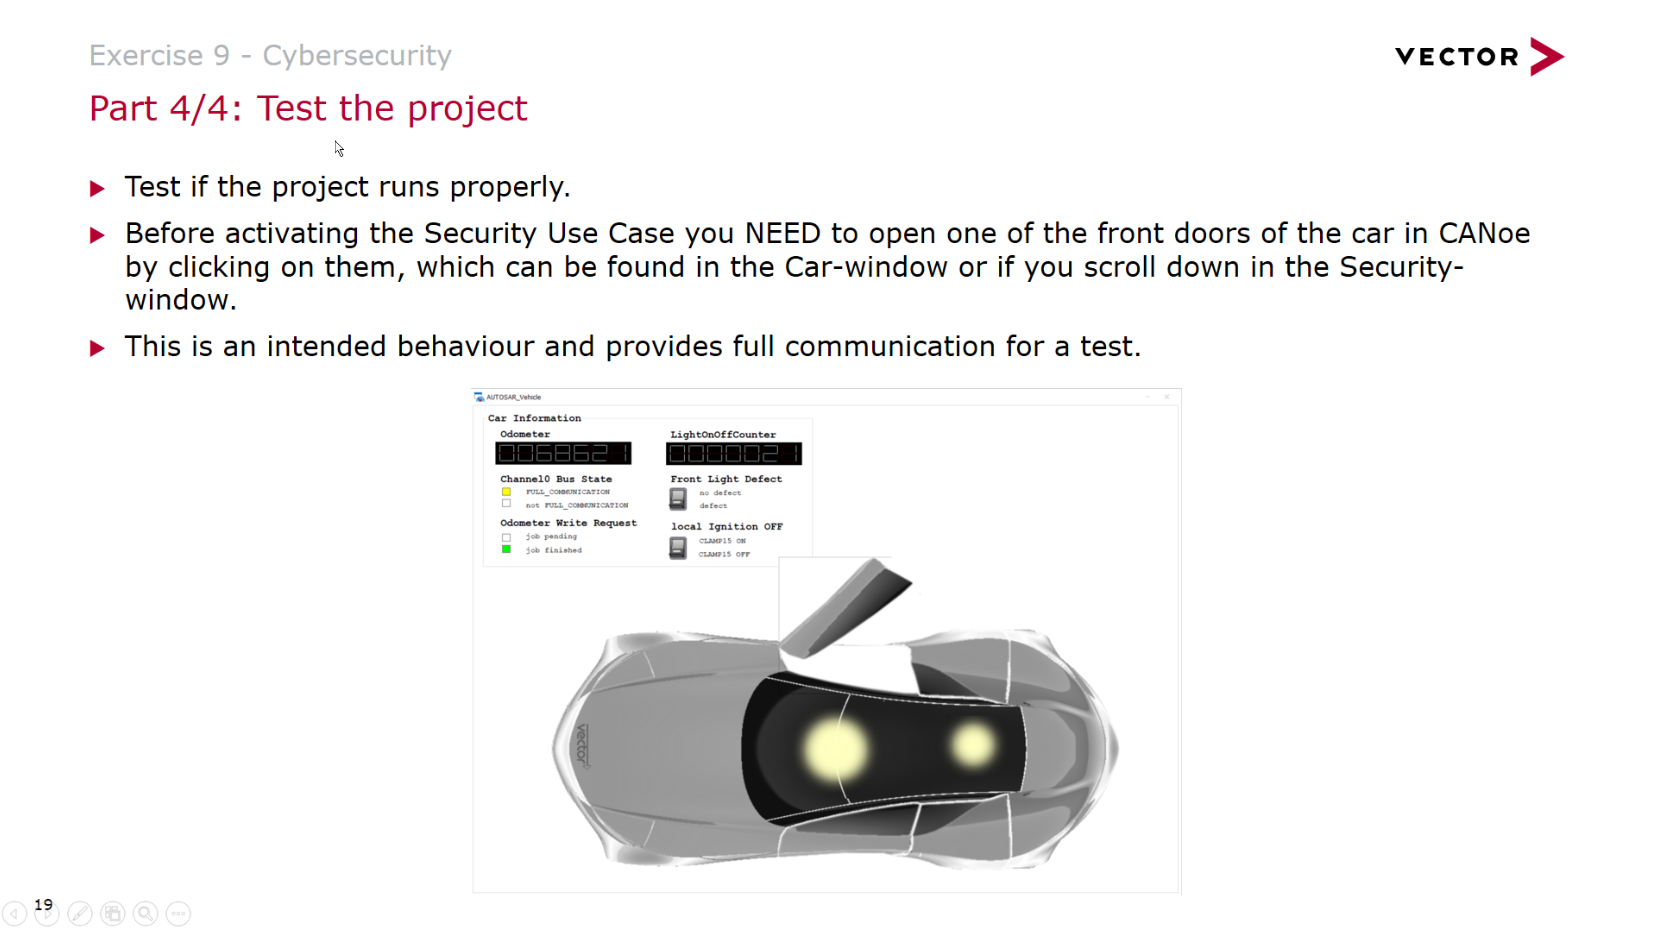 Exercise 9 - Cybersecurity
VECTOR
Part 4/4: Test the project
Test if the project runs properly.
Before activating the Security Use Case you NEED to open one of the front doors of the car in CANoe
by clicking on them, which can be found in the Car-window or if you scroll down in the Security-
window.
This is an intended behaviour and provides full communication for a test.
AUTOSAR_Vehicle
Car Information
Odometer
LightOnOffCounter
0068621
0000021
Channel0 Bus State
Front Light Defect
FULL_COMMUNICATION
no defect
not FULL_COMMUNICATION
defect
Odometer Write Request
local Ignition OFF
job pending
CLAMP15 ON
job finished
CLAMP15 OFF
vector
19